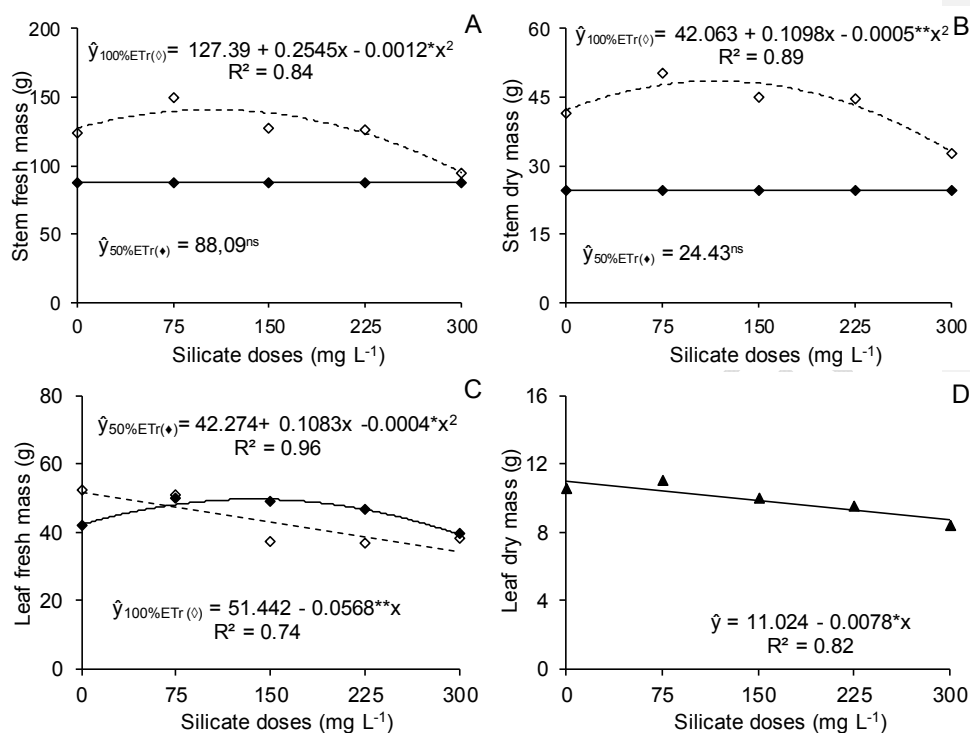 A
200
150
100
50
0
Stem fresh mass (g)
ŷ100%ETr(◊)= 127.39 + 0.2545x - 0.0012*x²
R² = 0.84
ŷ50%ETr(♦) = 88,09ns
0 75 150 225 300
Silicate doses (mg L⁻¹)
B
60
45
30
15
0
Stem dry mass (g)
ŷ100%ETr(◊)= 42.063 + 0.1098x - 0.0005**x²
R² = 0.89
ŷ50%ETr(♦) = 24.43ns
0 75 150 225 300
Silicate doses (mg L⁻¹)
C
80
60
40
20
0
Leaf fresh mass (g)
ŷ50%ETr(♦)= 42.274+ 0.1083x -0.0004*x²
R² = 0.96
ŷ100%ETr(◊) = 51.442 - 0.0568**x
R² = 0.74
0 75 150 225 300
Silicate doses (mg L⁻¹)
D
16
12
8
4
0
Leaf dry mass (g)
ŷ = 11.024 - 0.0078*x
R² = 0.82
0 75 150 225 300
Silicate doses (mg L⁻¹)